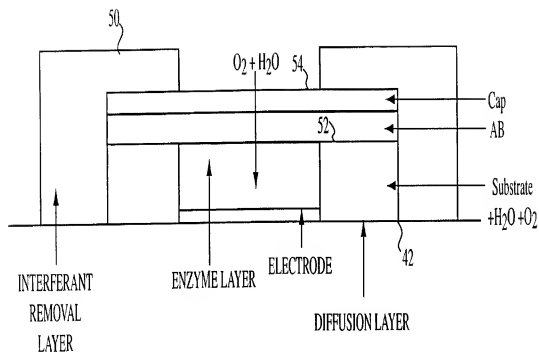 50
O2 + H2O
54
Cap
AB
52
Substrate
+H2O +O2
42
INTERFERANT
REMOVAL
LAYER
ENZYME LAYER
ELECTRODE
DIFFUSION LAYER